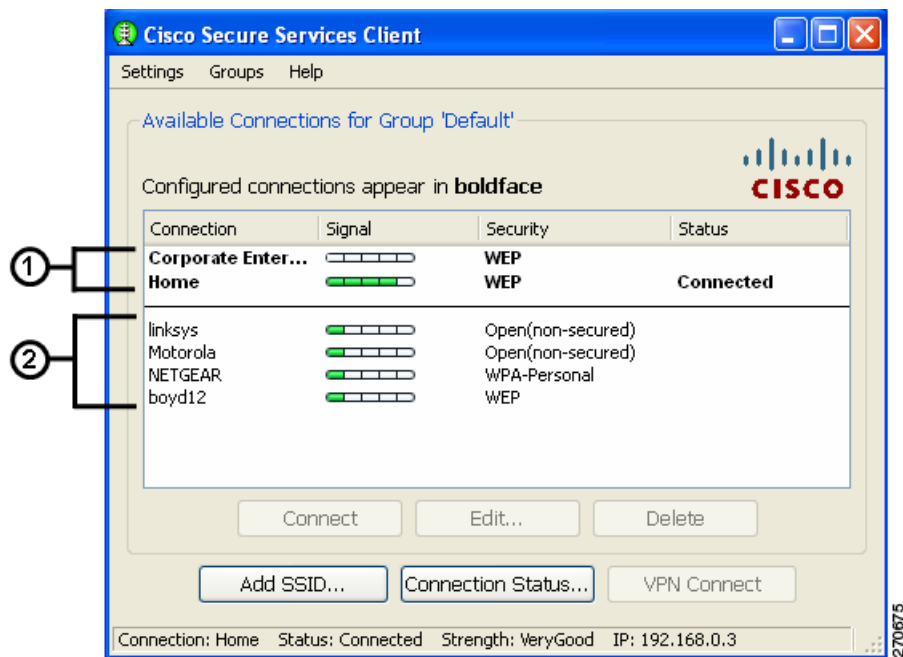 Cisco Secure Services Client
Settings Groups Help
Available Connections for Group 'Default'
CISCO
Configured connections appear in boldface
Connection Signal Security Status
1
Corporate Enter... WEP
Home WEP Connected
2
linksys Open(non-secured)
Motorola Open(non-secured)
NETGEAR WPA-Personal
boyd12 WEP
Connect Edit... Delete
Add SSID... Connection Status... VPN Connect
Connection: Home Status: Connected Strength: VeryGood IP: 192.168.0.3
270675